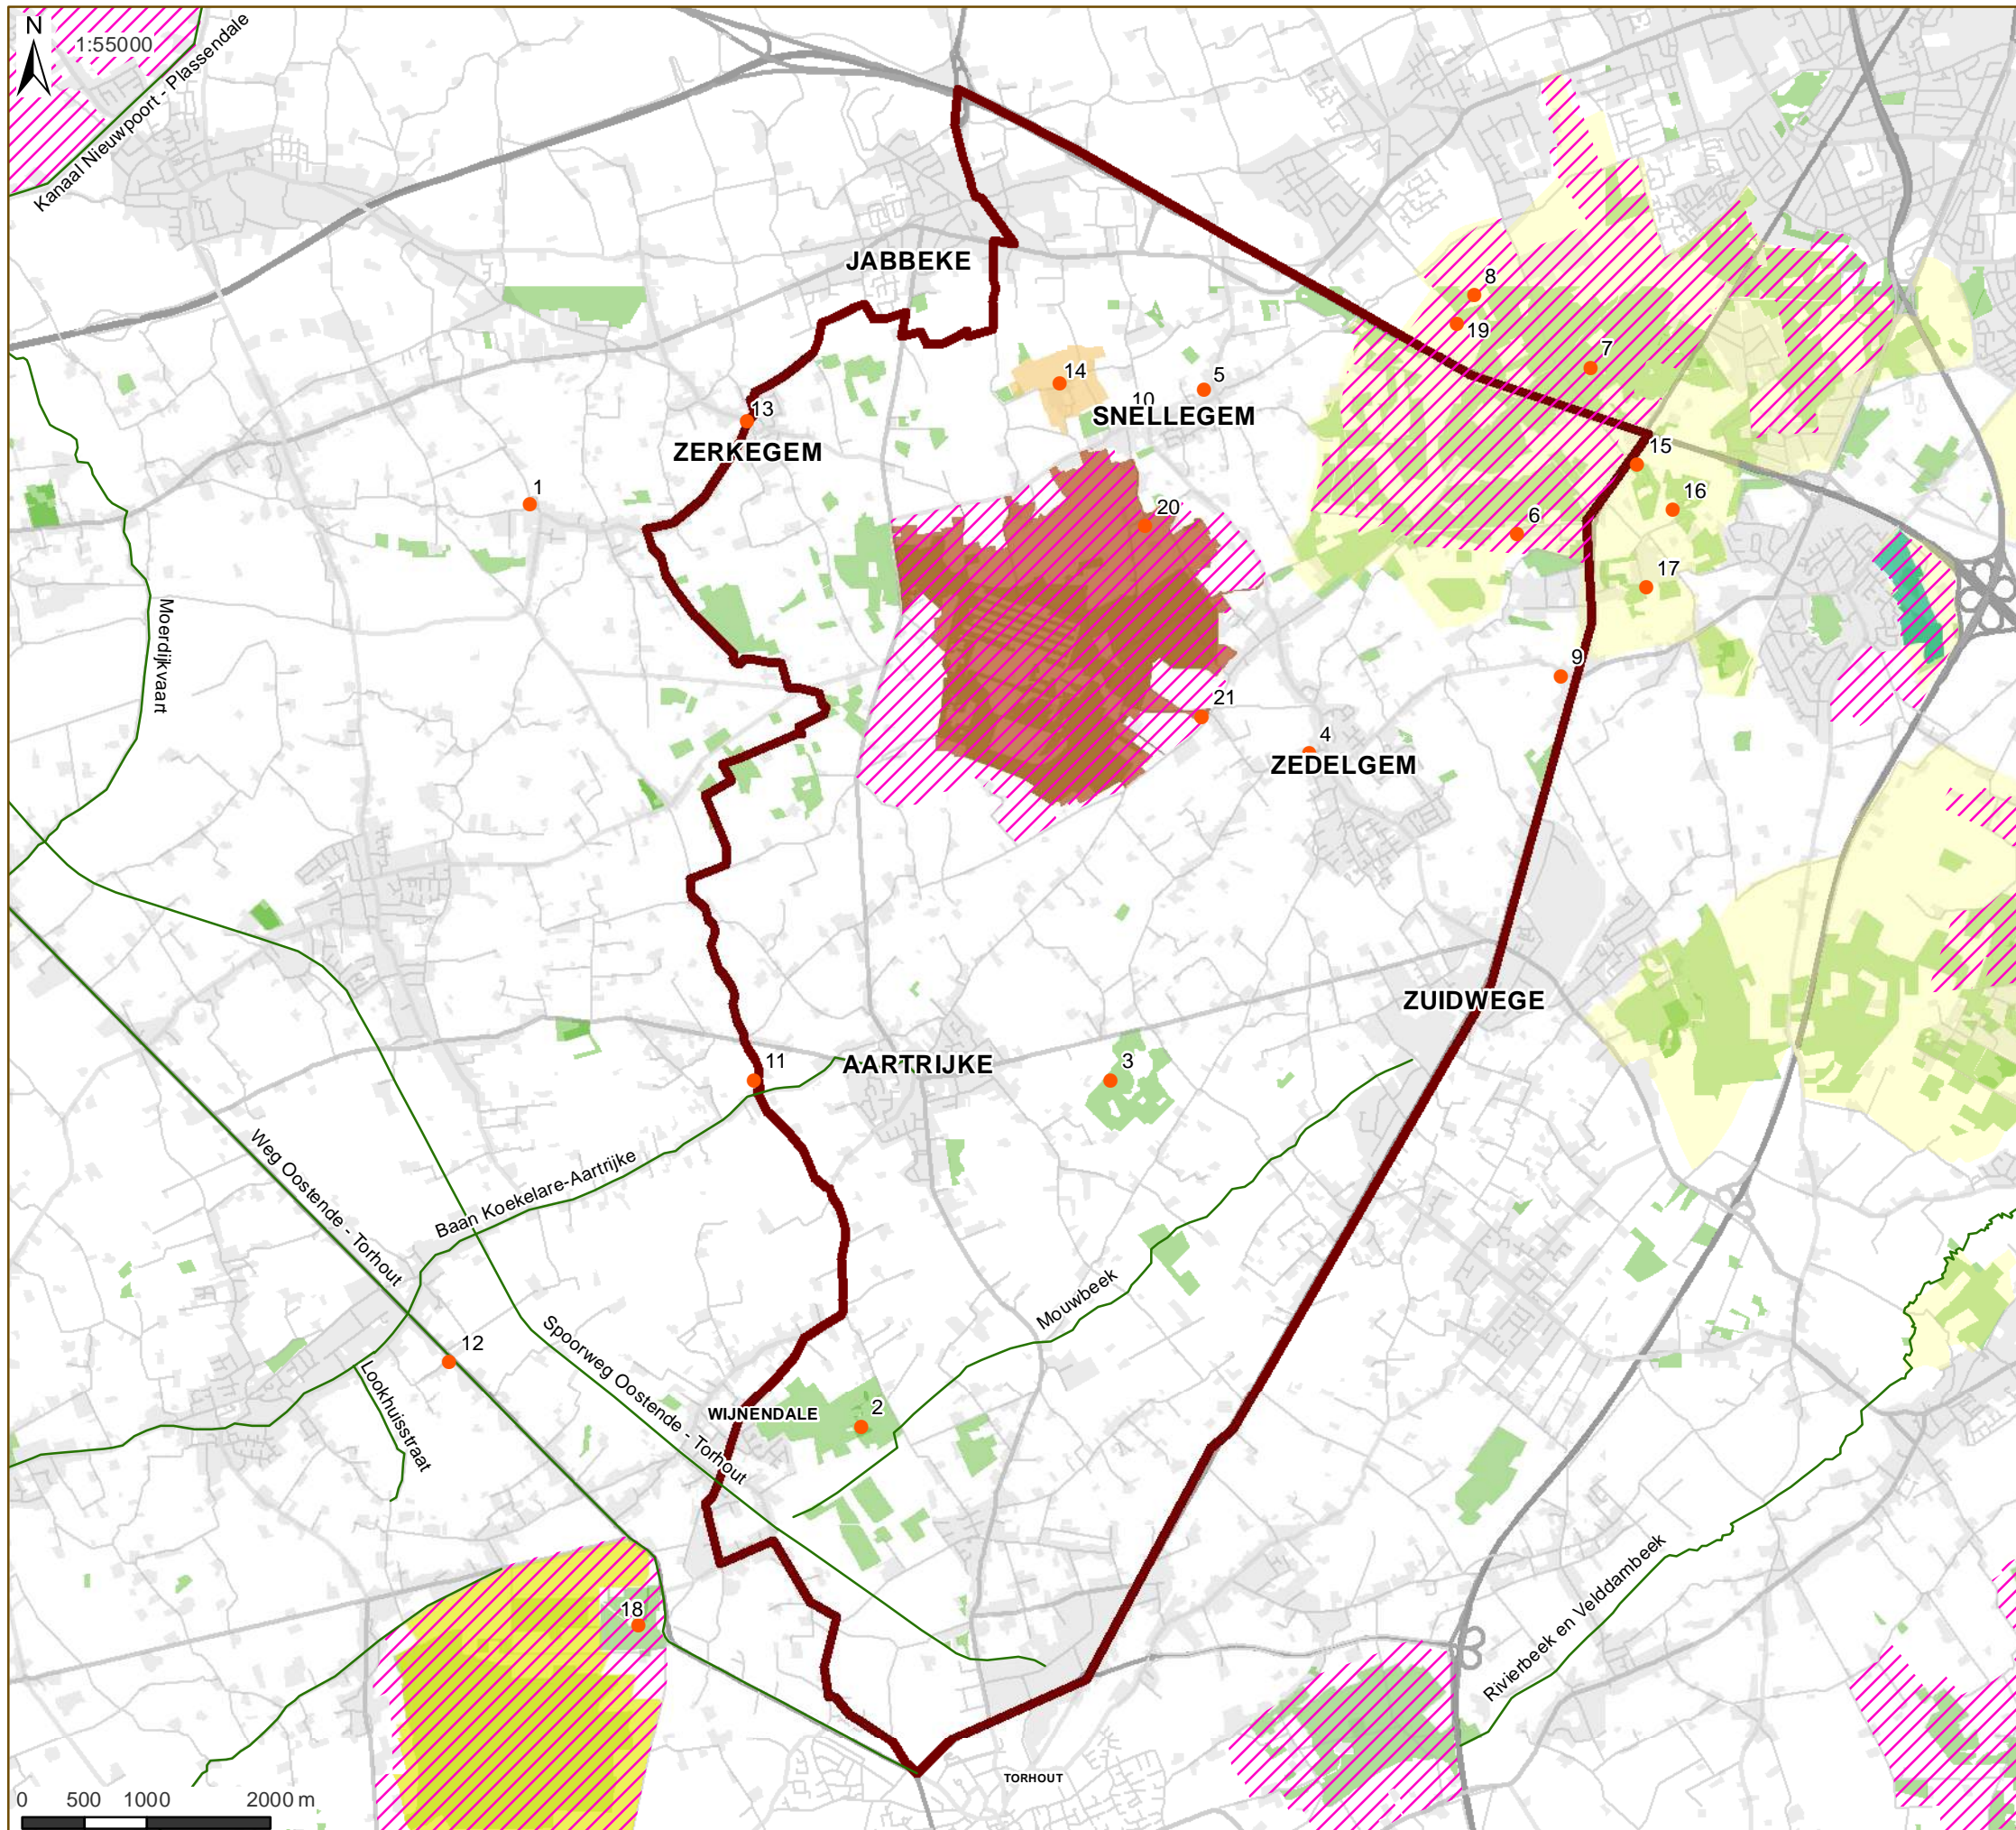 N
1:55000
Kanaal Nieuwpoort - Plassendale
JABBEKE
8
19
7
14
5
10
SNELLEGEM
13
ZERKEGEM
15
1
16
20
6
17
Moerdijkvaart
9
21
4
ZEDELGEM
ZUIDWEGE
11
AARTRIJKE
3
Weg Oostende - Torhout
Baan Koekelare-Aartrijke
Mouwbeek
12
Spoorweg Oostende - Torhout
Lookhuisstraat
WIJNENDALE
2
Rivierbeek en Velddambeek
18
TORHOUT
0 500 1000 2000 m